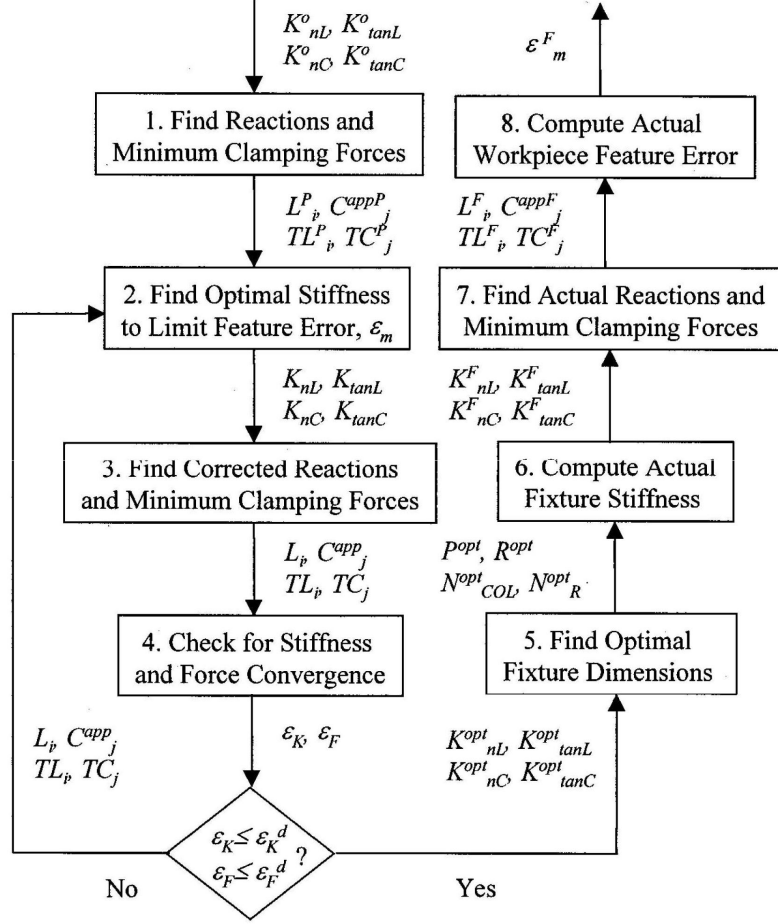 K^o_nL, K^o_tanL
K^o_nC, K^o_tanC
1. Find Reactions and
Minimum Clamping Forces
L^P_i, C^appP_j
TL^P_i, TC^P_j
2. Find Optimal Stiffness
to Limit Feature Error, ε_m
K_nL, K_tanL
K_nC, K_tanC
3. Find Corrected Reactions
and Minimum Clamping Forces
L_i, C^app_j
TL_i, TC_j
4. Check for Stiffness
and Force Convergence
ε_K, ε_F
L_i, C^app_j
TL_i, TC_j
ε_K ≤ ε_K^d
ε_F ≤ ε_F^d
?
No
Yes
K^opt_nL, K^opt_tanL
K^opt_nC, K^opt_tanC
5. Find Optimal
Fixture Dimensions
P^opt, R^opt
N^opt_COL, N^opt_R
6. Compute Actual
Fixture Stiffness
K^F_nL, K^F_tanL
K^F_nC, K^F_tanC
7. Find Actual Reactions and
Minimum Clamping Forces
L^F_i, C^appF_j
TL^F_i, TC^F_j
8. Compute Actual
Workpiece Feature Error
ε^F_m